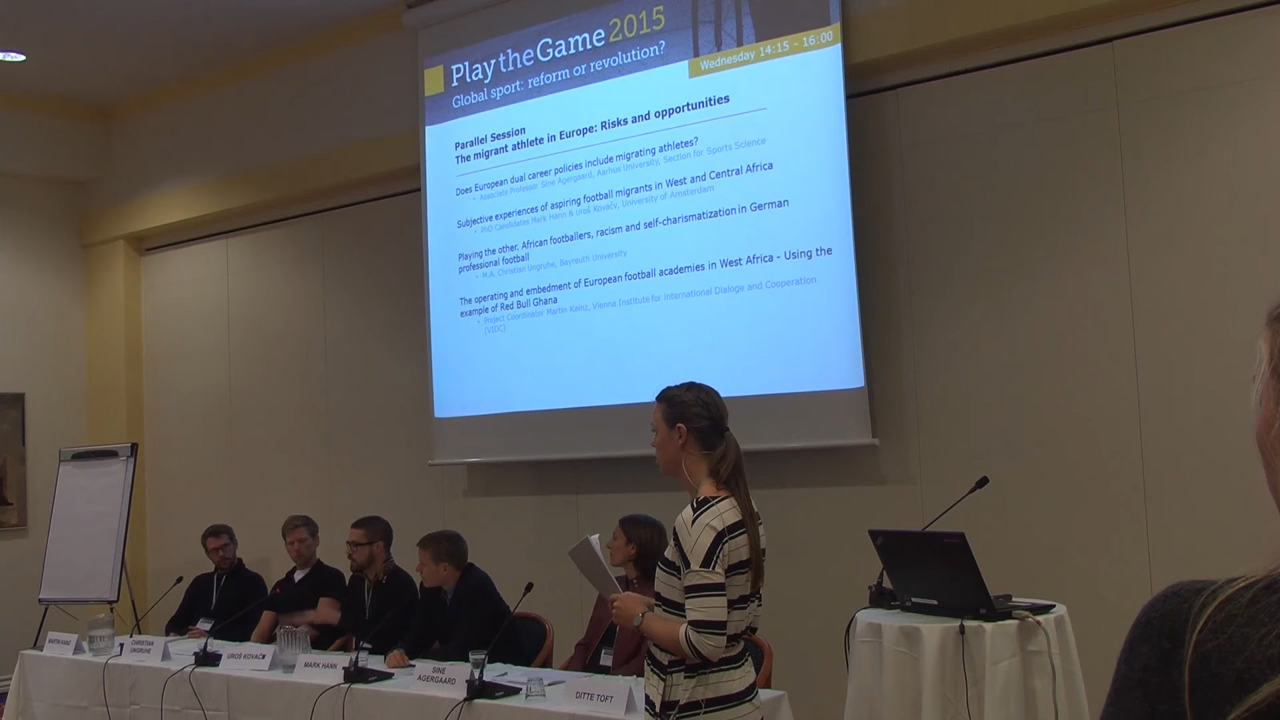 Play the Game 2015
Global sport: reform or revolution?
Wednesday 14:15 - 16:00
Parallel Session
The migrant athlete in Europe: Risks and opportunities
Does European dual career policies include migrating athletes?
• Associate Professor Sine Agergaard, Aarhus University, Section for Sports Science
Subjective experiences of aspiring football migrants in West and Central Africa
• PhD Candidates Mark Hann & Uroš Kovač, University of Amsterdam
Playing the other. African footballers, racism and self-charismatization in German
professional football
• M.A. Christian Ungruhe, Bayreuth University
The operating and embedment of European football academies in West Africa - Using the
example of Red Bull Ghana
• Project Coordinator Martin Kainz, Vienna Institute for International Dialoge and Cooperation
(VIDC)
MARTIN KAINZ
CHRISTIAN
UNGRUHE
UROŠ KOVAČ
MARK HANN
SINE
AGERGAARD
DITTE TOFT